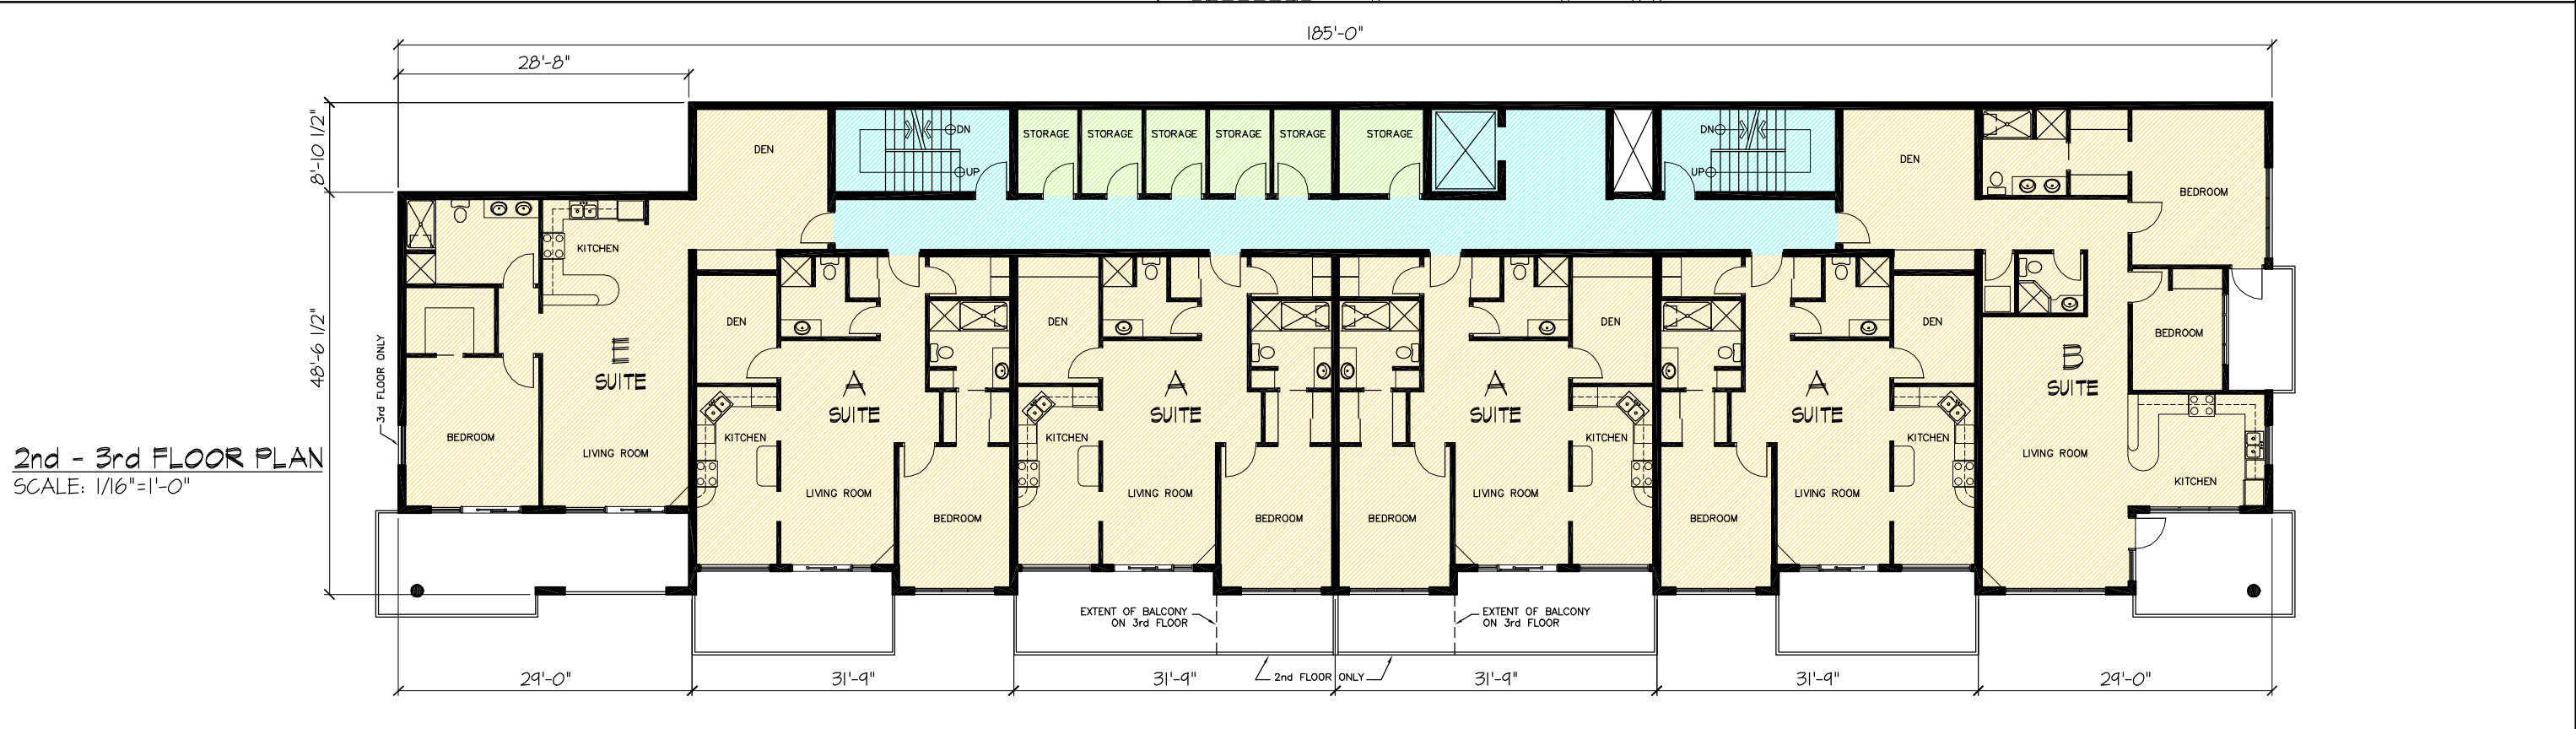 185'-0"
28'-8"
8'-10 1/2"
48'-6 1/2"
DEN
DN
UP
STORAGE
STORAGE
STORAGE
STORAGE
STORAGE
STORAGE
DN
UP
DEN
BEDROOM
KITCHEN
E
SUITE
BEDROOM
LIVING ROOM
3rd FLOOR ONLY
DEN
A
SUITE
KITCHEN
LIVING ROOM
BEDROOM
DEN
A
SUITE
KITCHEN
LIVING ROOM
BEDROOM
DEN
A
SUITE
KITCHEN
LIVING ROOM
BEDROOM
DEN
A
SUITE
KITCHEN
LIVING ROOM
BEDROOM
BEDROOM
B
SUITE
LIVING ROOM
KITCHEN
2nd - 3rd FLOOR PLAN
SCALE: 1/16"=1'-0"
EXTENT OF BALCONY
ON 3rd FLOOR
EXTENT OF BALCONY
ON 3rd FLOOR
2nd FLOOR ONLY
29'-0"
31'-9"
31'-9"
31'-9"
31'-9"
29'-0"